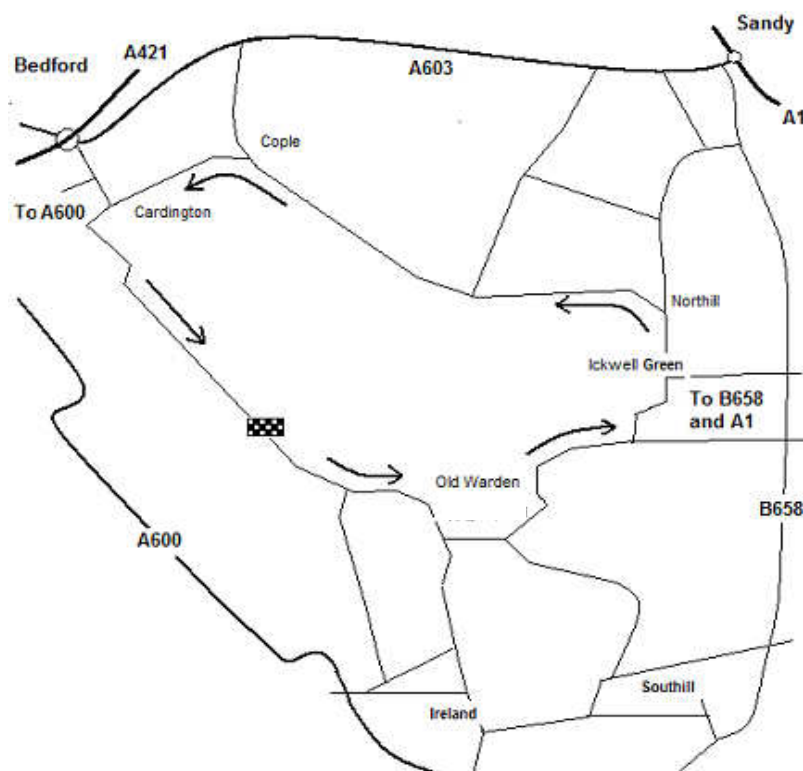 Sandy
A421
Bedford
A603
A1
Cople
To A600
Cardington
Northill
Ickwell Green
To B658
and A1
Old Warden
B658
A600
Southill
Ireland